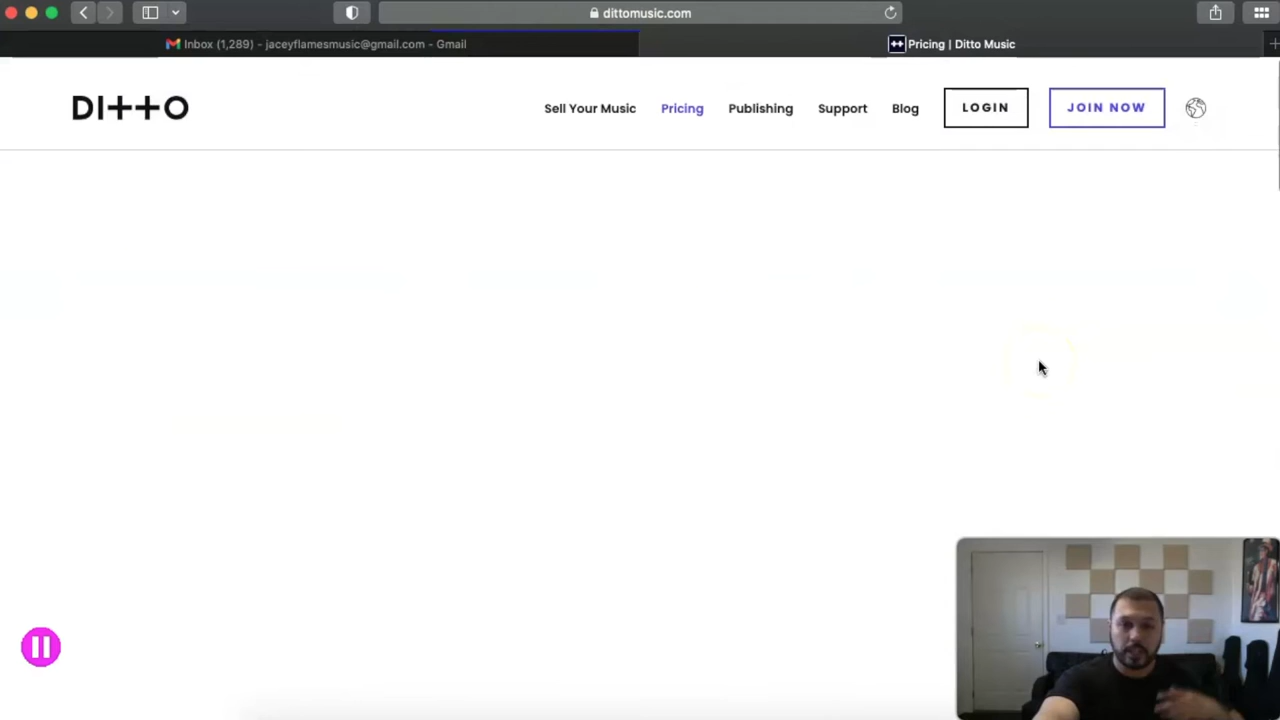 dittomusic.com
Inbox (1,289) - jaceyflamesmusic@gmail.com - Gmail
Pricing | Ditto Music
DITTO
Sell Your Music
Pricing
Publishing
Support
Blog
LOGIN
JOIN NOW